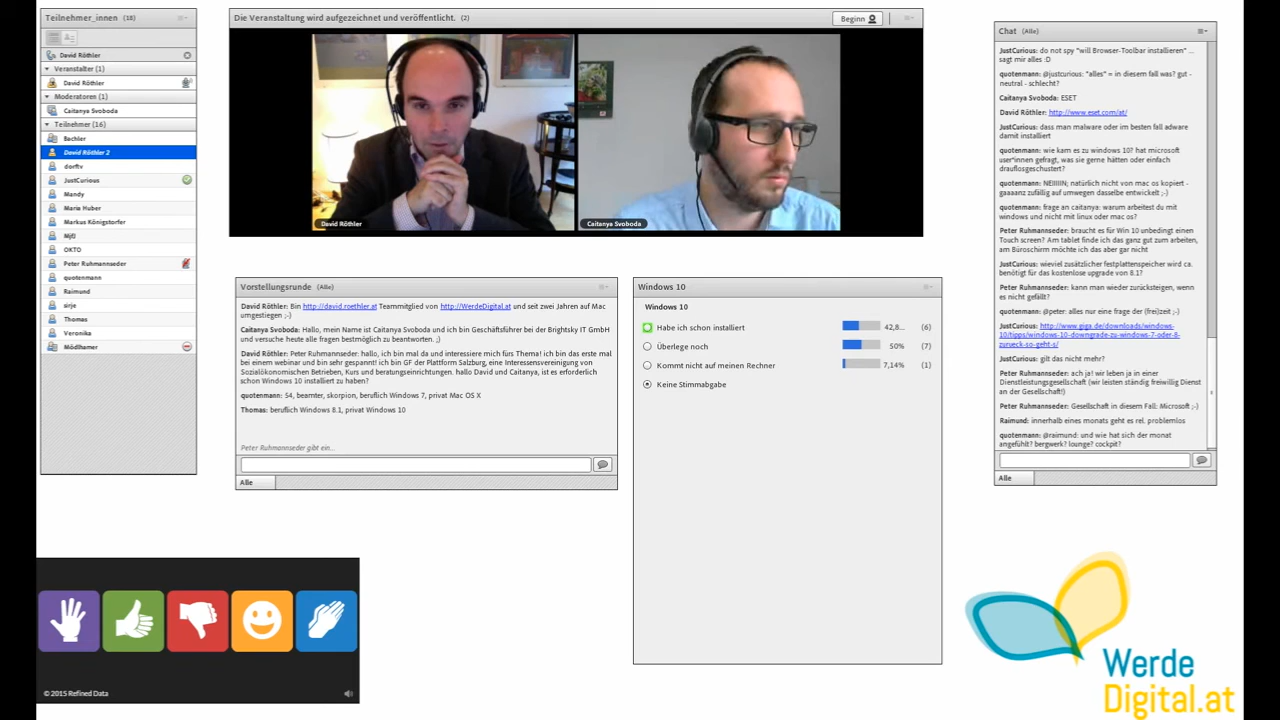 Teilnehmer_innen (18)
David Röthler
Veranstalter (1)
David Röthler
Moderatoren (1)
Caitanya Svoboda
Teilnehmer (16)
Bachler
David Röthler 2
dorftv
JustCurious
Mandy
Maria Huber
Markus Königstorfer
MjEl
OKTO
Peter Ruhmannseder
quotenmann
Raimund
sirje
Thomas
Veronika
Mödlhamer
Die Veranstaltung wird aufgezeichnet und veröffentlicht. (2)
Beginn
David Röthler
Caitanya Svoboda
Vorstellungsrunde (Alle)
David Röthler: Bin http://david.roethler.at Teammitglied von http://WerdeDigital.at und seit zwei Jahren auf Mac
umgestiegen ;-)
Caitanya Svoboda: Hallo, mein Name ist Caitanya Svoboda und ich bin Geschäftsführer bei der Brightsky IT GmbH
und versuche heute alle fragen bestmöglich zu beantworten. ;)
David Röthler: Peter Ruhmannseder: hallo, ich bin mal da und interessiere mich fürs Thema! ich bin das erste mal
bei einem webinar und bin sehr gespannt! ich bin GF der Plattform Salzburg, eine Interessensvereinigung von
Sozialökonomischen Betrieben, Kurs und beratungseinrichtungen. hallo David und Caitanya, ist es erforderlich
schon Windows 10 installiert zu haben?
quotenmann: 54, beamter, skorpion, beruflich Windows 7, privat Mac OS X
Thomas: beruflich Windows 8.1, privat Windows 10
Peter Ruhmannseder gibt ein...
Alle
Windows 10
Windows 10
Habe ich schon installiert 42,8... (6)
Überlege noch 50% (7)
Kommt nicht auf meinen Rechner 7,14% (1)
Keine Stimmabgabe
Chat (Alle)
JustCurious: do not spy "will Browser-Toolbar installieren" ...
sagt mir alles :D
quotenmann: @justcurious: "alles" = in diesem fall was? gut -
neutral - schlecht?
Caitanya Svoboda: ESET
David Röthler: http://www.eset.com/at/
JustCurious: dass man malware oder im besten fall adware
damit installiert
quotenmann: wie kam es zu windows 10? hat microsoft
user*innen gefragt, was sie gerne hätten oder einfach
drauflosgeschustert?
quotenmann: NEIIIIN; natürlich nicht von mac os kopiert -
gaaaanz zufällig auf umwegen dasselbe entwickelt ;-)
quotenmann: frage an caitanya: warum arbeitest du mit
windows und nicht mit linux oder mac os?
Peter Ruhmannseder: braucht es für Win 10 unbedingt einen
Touch screen? Am tablet finde ich das ganz gut zum arbeiten,
am Büroschirm möchte ich das aber gar nicht
JustCurious: wieviel zusätzlicher festplattenspeicher wird ca.
benötigt für das kostenlose upgrade von 8.1?
Peter Ruhmannseder: kann man wieder zurücksteigen, wenn
es nicht gefällt?
quotenmann: @peter: alles nur eine frage der (frei)zeit ;-)
JustCurious: http://www.giga.de/downloads/windows-
10/tipps/windows-10-downgrade-zu-windows-7-oder-8-
zurueck-so-geht-s/
JustCurious: gilt das nicht mehr?
Peter Ruhmannseder: ach ja! wir leben ja in einer
Dienstleistungsgesellschaft (wir leisten ständig freiwillig Dienst
an der Gesellschaft!)
Peter Ruhmannseder: Gesellschaft in diesem Fall: Microsoft ;-)
Raimund: innerhalb eines monats geht es rel. problemlos
quotenmann: @raimund: und wie hat sich der monat
angefühlt? bergwerk? lounge? cockpit?
Alle
© 2015 Refined Data
Werde
Digital.at